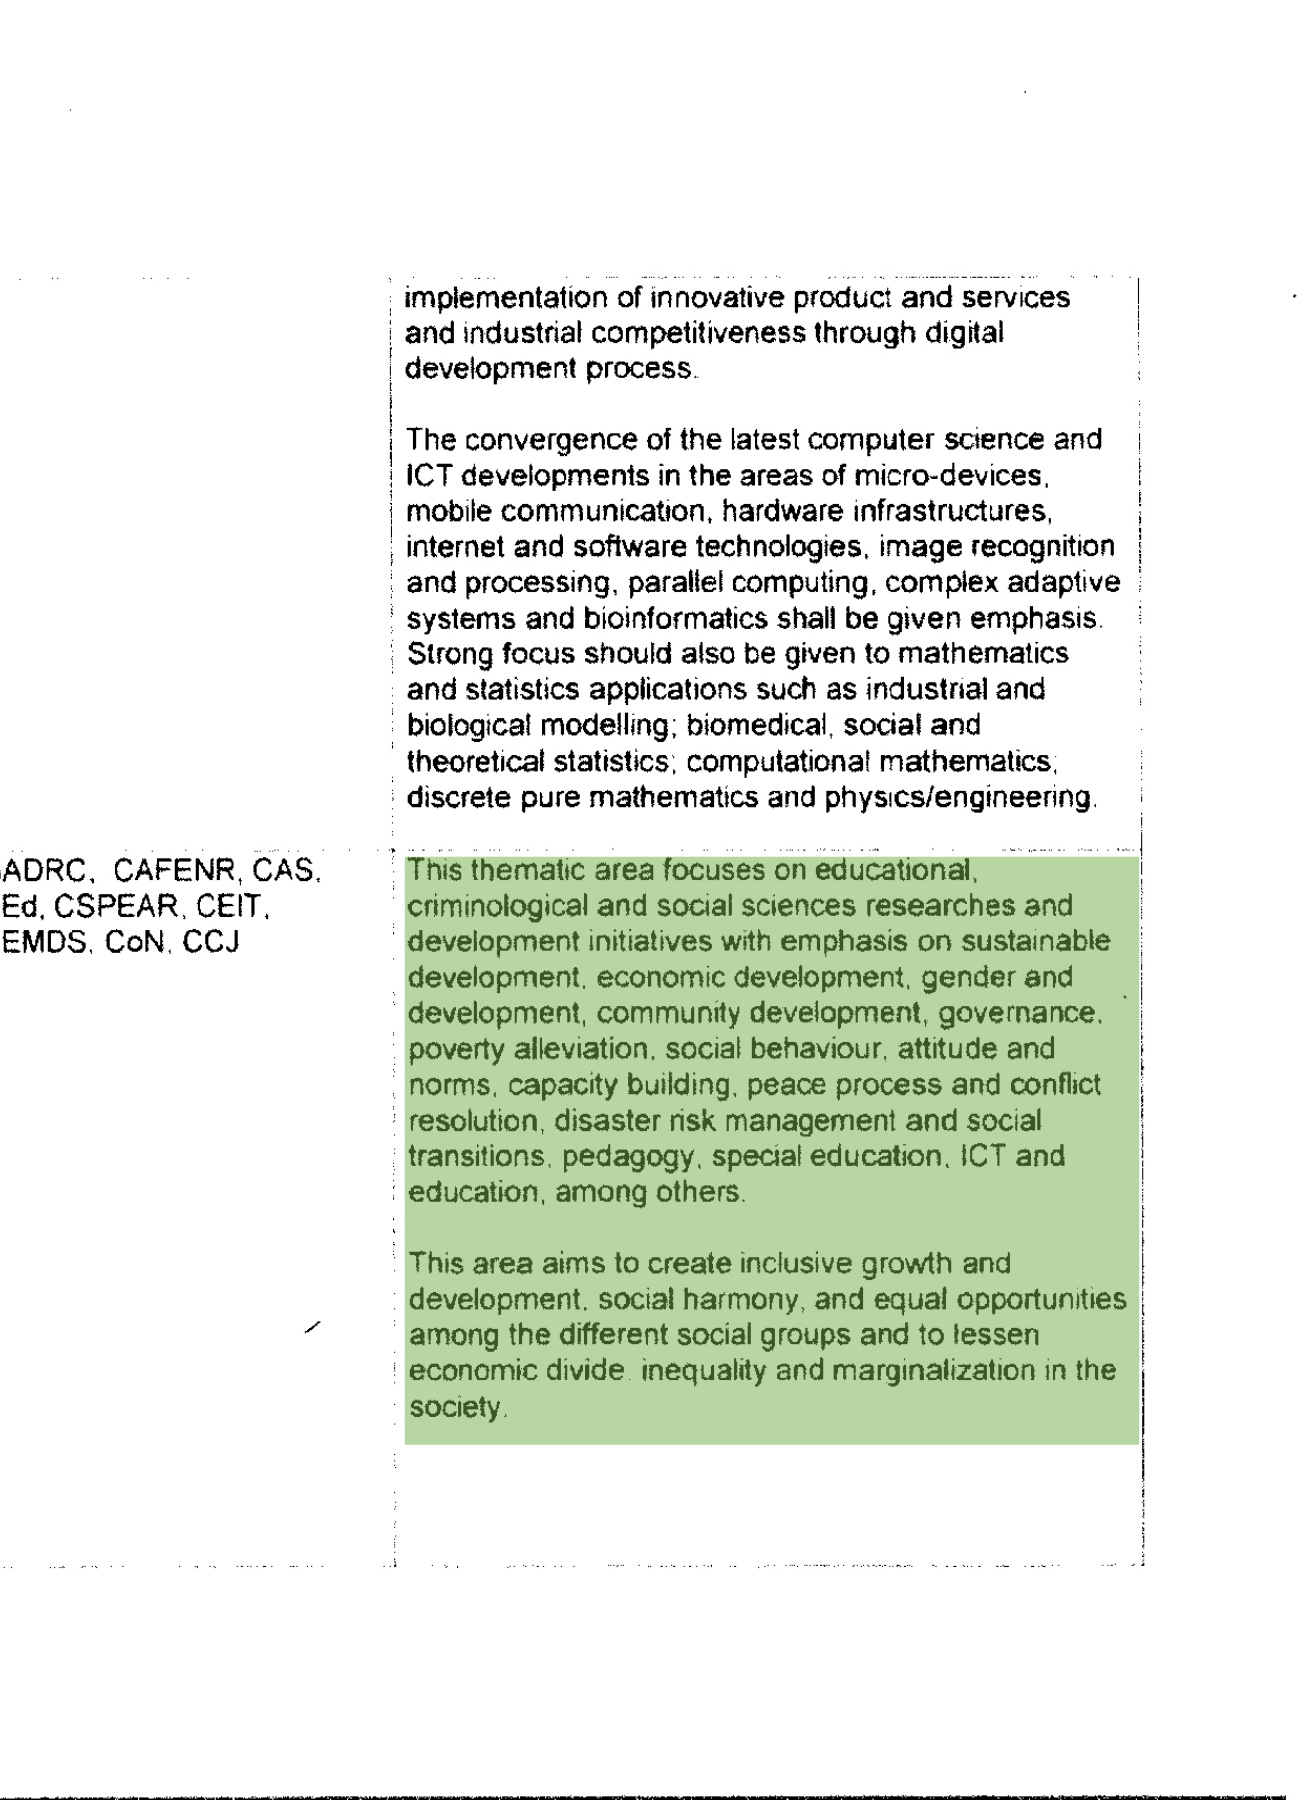 implementation of innovative product and services
and industrial competitiveness through digital
development process.
The convergence of the latest computer science and
ICT developments in the areas of micro-devices,
mobile communication, hardware infrastructures,
internet and software technologies, image recognition
and processing, parallel computing, complex adaptive
systems and bioinformatics shall be given emphasis.
Strong focus should also be given to mathematics
and statistics applications such as industrial and
biological modelling; biomedical, social and
theoretical statistics; computational mathematics;
discrete pure mathematics and physics/engineering.
ADRC, CAFENR, CAS,
Ed, CSPEAR, CEIT,
EMDS, CoN, CCJ
This thematic area focuses on educational,
criminological and social sciences researches and
development initiatives with emphasis on sustainable
development, economic development, gender and
development, community development, governance,
poverty alleviation, social behaviour, attitude and
norms, capacity building, peace process and conflict
resolution, disaster risk management and social
transitions, pedagogy, special education, ICT and
education, among others.
This area aims to create inclusive growth and
development, social harmony, and equal opportunities
among the different social groups and to lessen
economic divide, inequality and marginalization in the
society.